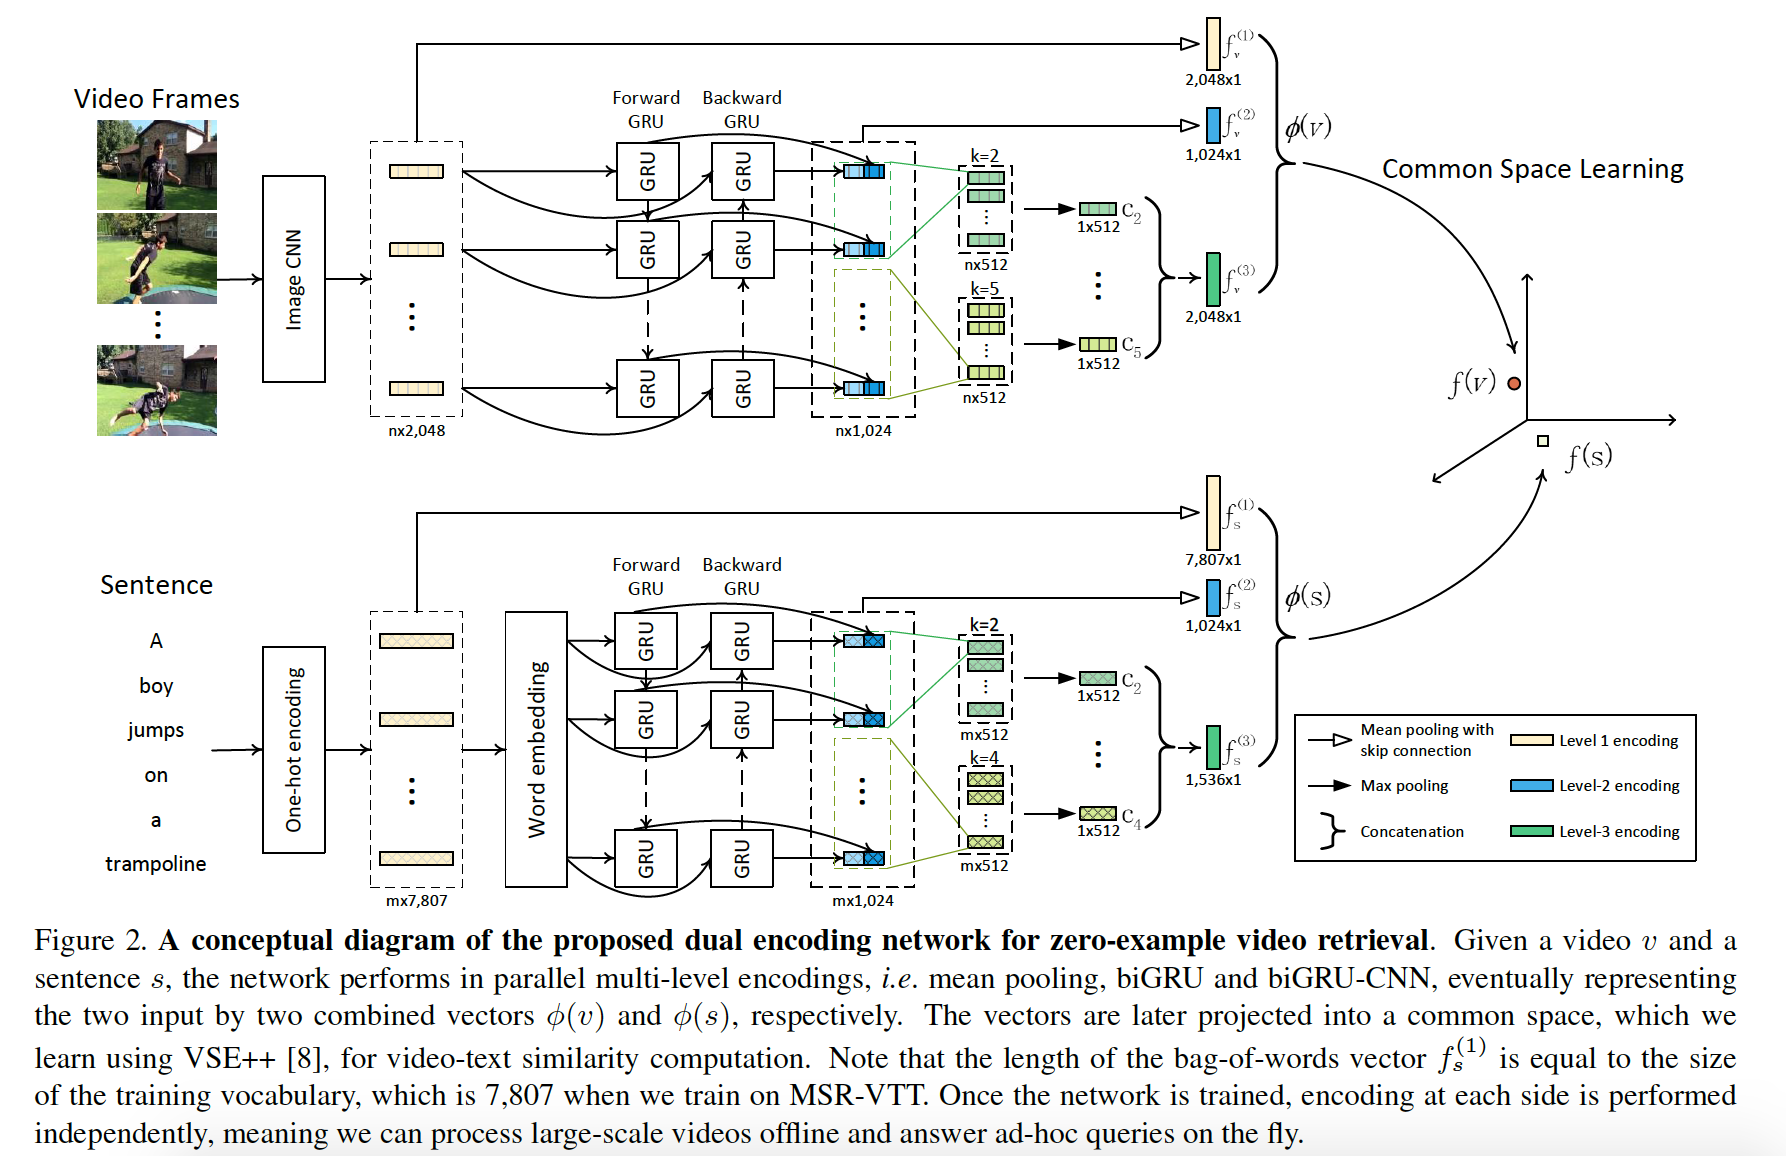 Video Frames
Image CNN
nx2,048
Forward GRU
Backward GRU
GRU
GRU
GRU
GRU
GRU
GRU
nx1,024
k=2
nx512
k=5
nx512
c₂
1x512
c₅
1x512
f_v^(1)
2,048x1
f_v^(2)
1,024x1
f_v^(3)
2,048x1
ϕ(v)
Common Space Learning
f(v)
f(s)
Sentence
A
boy
jumps
on
a
trampoline
One-hot encoding
mx7,807
Word embedding
Forward GRU
Backward GRU
GRU
GRU
GRU
GRU
GRU
GRU
mx1,024
k=2
mx512
k=4
mx512
c₂
1x512
c₄
1x512
f_s^(1)
7,807x1
f_s^(2)
1,024x1
f_s^(3)
1,536x1
ϕ(s)
Mean pooling with
skip connection
Max pooling
Concatenation
Level 1 encoding
Level-2 encoding
Level-3 encoding
Figure 2. A conceptual diagram of the proposed dual encoding network for zero-example video retrieval. Given a video v and a
sentence s, the network performs in parallel multi-level encodings, i.e. mean pooling, biGRU and biGRU-CNN, eventually representing
the two input by two combined vectors ϕ(v) and ϕ(s), respectively. The vectors are later projected into a common space, which we
learn using VSE++ [8], for video-text similarity computation. Note that the length of the bag-of-words vector f_s^(1) is equal to the size
of the training vocabulary, which is 7,807 when we train on MSR-VTT. Once the network is trained, encoding at each side is performed
independently, meaning we can process large-scale videos offline and answer ad-hoc queries on the fly.